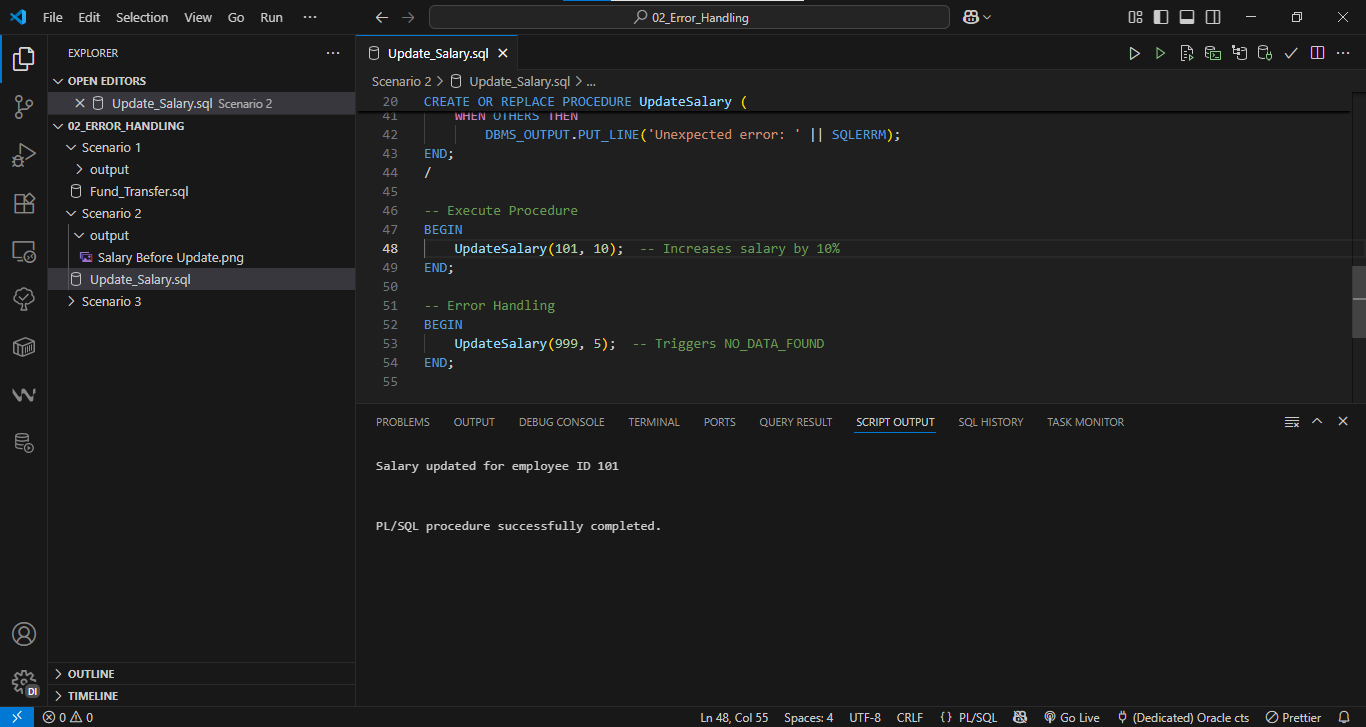 File Edit Selection View Go Run ···
02_Error_Handling
EXPLORER
OPEN EDITORS
Update_Salary.sql Scenario 2
02_ERROR_HANDLING
Scenario 1
output
Fund_Transfer.sql
Scenario 2
output
Salary Before Update.png
Update_Salary.sql
Scenario 3
OUTLINE
TIMELINE
Update_Salary.sql
Scenario 2 > Update_Salary.sql > ...
20 CREATE OR REPLACE PROCEDURE UpdateSalary (
41 WHEN OTHERS THEN
42 DBMS_OUTPUT.PUT_LINE('Unexpected error: ' || SQLERRM);
43 END;
44 /
45
46 -- Execute Procedure
47 BEGIN
48 UpdateSalary(101, 10);  -- Increases salary by 10%
49 END;
50
51 -- Error Handling
52 BEGIN
53 UpdateSalary(999, 5);  -- Triggers NO_DATA_FOUND
54 END;
55
PROBLEMS OUTPUT DEBUG CONSOLE TERMINAL PORTS QUERY RESULT SCRIPT OUTPUT SQL HISTORY TASK MONITOR
Salary updated for employee ID 101
PL/SQL procedure successfully completed.
DI
0 0 Ln 48, Col 55 Spaces: 4 UTF-8 CRLF {} PL/SQL Go Live (Dedicated) Oracle cts Prettier